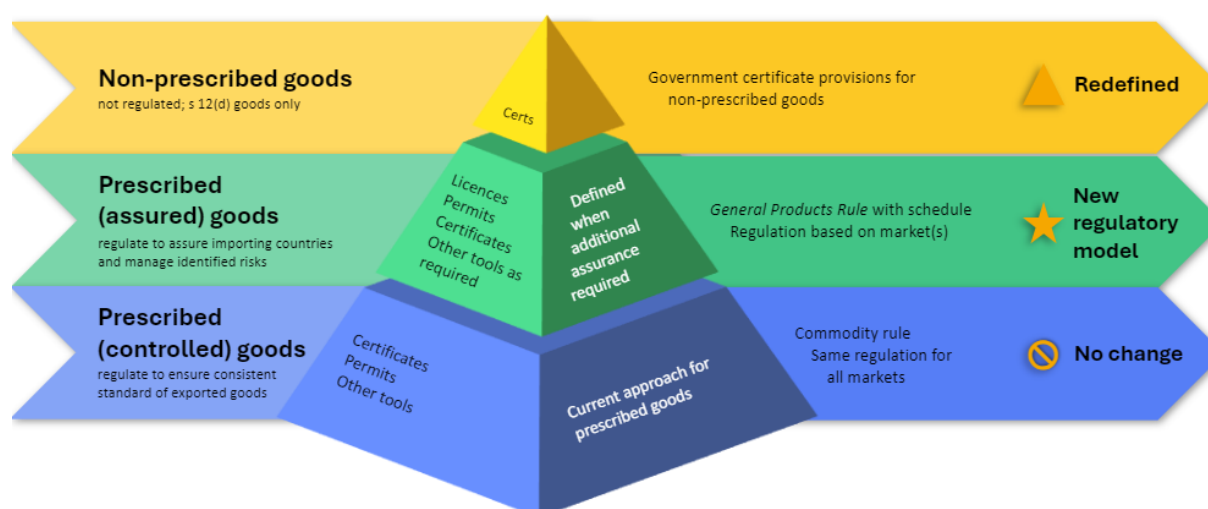 Non-prescribed goods
not regulated; s 12(d) goods only
Certs
Government certificate provisions for
non-prescribed goods
Redefined
Prescribed
(assured) goods
regulate to assure importing countries
and manage identified risks
Licences
Permits
Certificates
Other tools as
required
Defined
when
additional
assurance
required
General Products Rule with schedule
Regulation based on market(s)
New
regulatory
model
Prescribed
(controlled) goods
regulate to ensure consistent
standard of exported goods
Certificates
Permits
Other tools
Current approach for
prescribed goods
Commodity rule
Same regulation for
all markets
No change